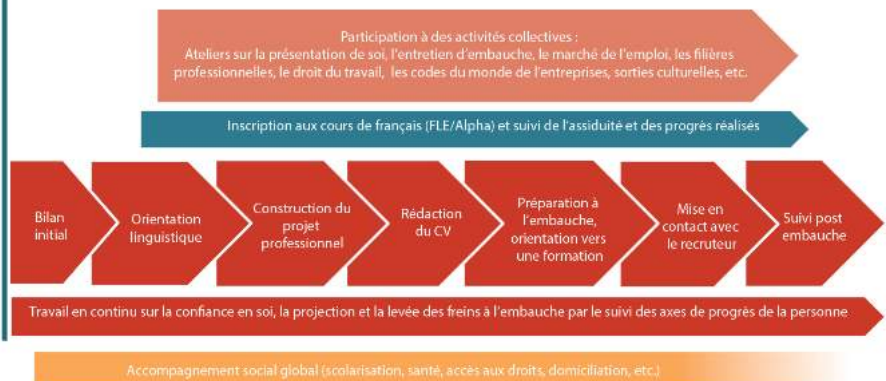 Participation à des activités collectives :
Ateliers sur la présentation de soi, l'entretien d'embauche, le marché de l'emploi, les filières
professionnelles, le droit du travail, les codes du monde de l'entreprises, sorties culturelles, etc.
Inscription aux cours de français (FLE/Alpha) et suivi de l'assiduité et des progrès réalisés
Bilan
initial
Orientation
linguistique
Construction du
projet
professionnel
Rédaction
du CV
Préparation à
l'embauche,
orientation vers
une formation
Mise en
contact avec
le recruteur
Suivi post
embauche
Travail en continu sur la confiance en soi, la projection et la levée des freins à l'embauche par le suivi des axes de progrès de la personne
Accompagnement social global (scolarisation, santé, accès aux droits, domiciliation, etc.)